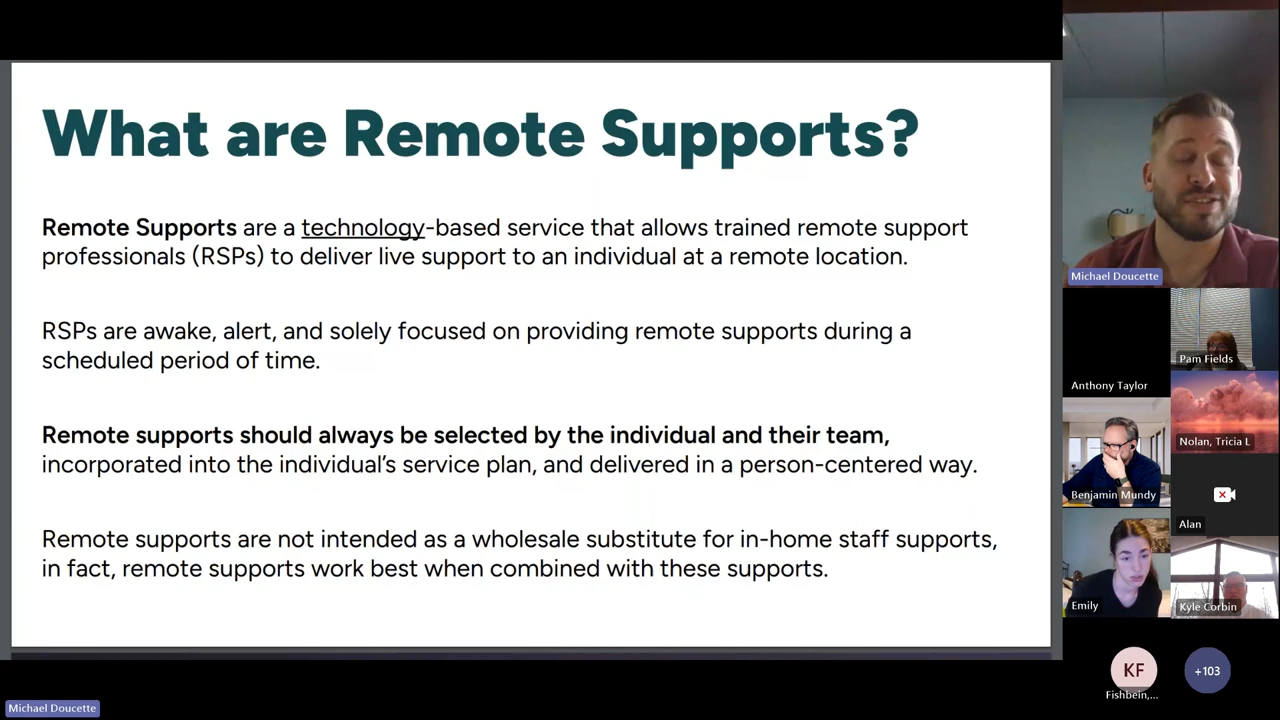 What are Remote Supports?
Remote Supports are a technology-based service that allows trained remote support
professionals (RSPs) to deliver live support to an individual at a remote location.
RSPs are awake, alert, and solely focused on providing remote supports during a
scheduled period of time.
Remote supports should always be selected by the individual and their team,
incorporated into the individual's service plan, and delivered in a person-centered way.
Remote supports are not intended as a wholesale substitute for in-home staff supports,
in fact, remote supports work best when combined with these supports.
Michael Doucette
Pam Fields
Anthony Taylor
Nolan, Tricia L
Benjamin Mundy
Alan
Emily
Kyle Corbin
KF
Fishbein,...
+103
Michael Doucette